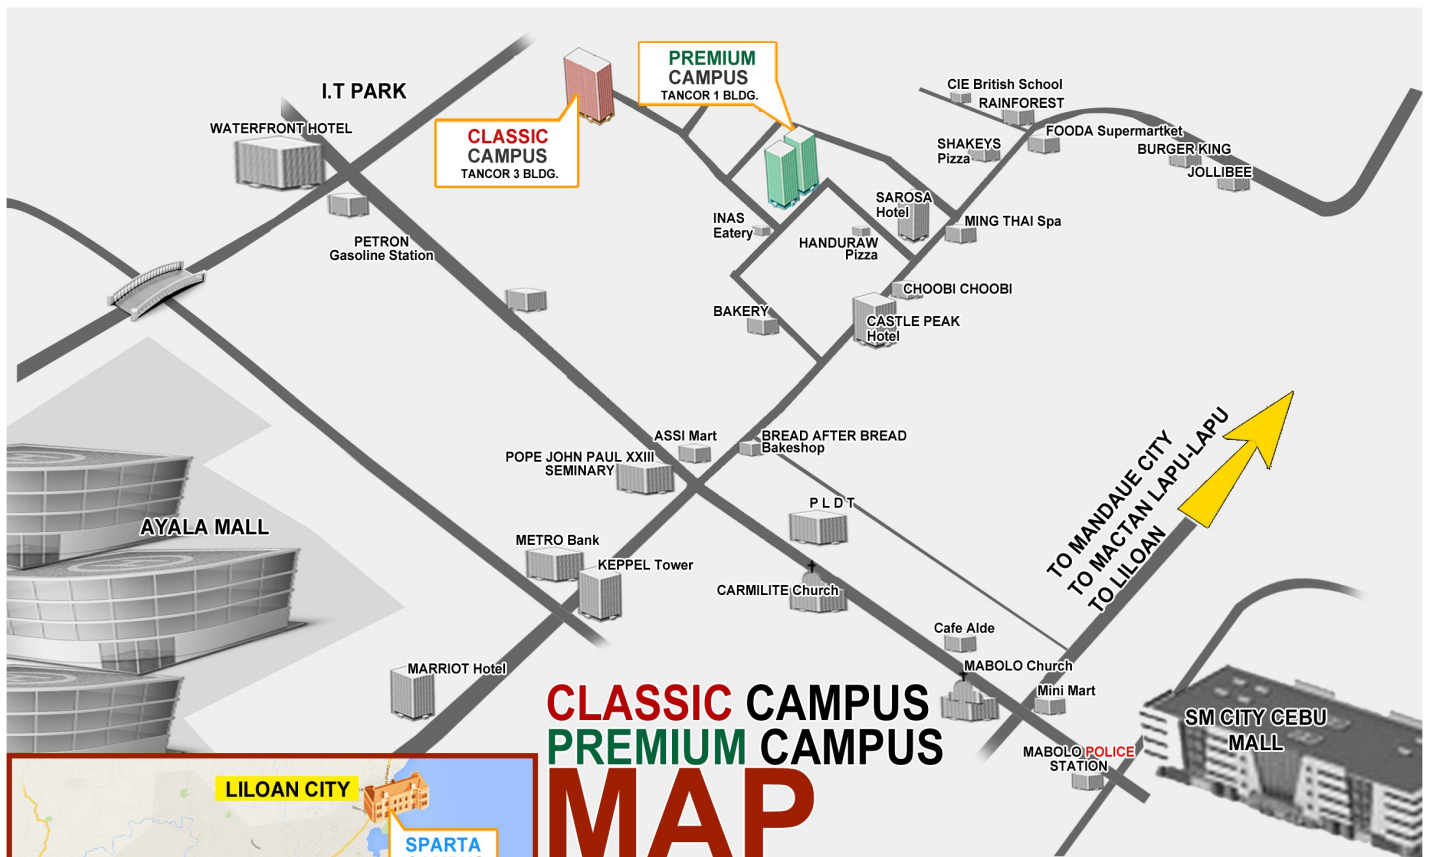 I.T PARK
WATERFRONT HOTEL
PETRON
Gasoline Station
CLASSIC
CAMPUS
TANCOR 3 BLDG.
PREMIUM
CAMPUS
TANCOR 1 BLDG.
CIE British School
RAINFOREST
SHAKEYS
Pizza
FOODA Supermartket
BURGER KING
JOLLIBEE
SAROSA
Hotel
MING THAI Spa
INAS
Eatery
HANDURAW
Pizza
CHOOBI CHOOBI
BAKERY
CASTLE PEAK
Hotel
ASSI Mart
BREAD AFTER BREAD
Bakeshop
POPE JOHN PAUL XXIII
SEMINARY
P L D T
AYALA MALL
METRO Bank
KEPPEL Tower
CARMILITE Church
TO MANDAUE CITY
TO MACTAN LAPU-LAPU
TO LILOAN
Cafe Alde
MABOLO Church
Mini Mart
MARRIOT Hotel
SM CITY CEBU
MALL
MABOLO POLICE
STATION
CLASSIC CAMPUS
PREMIUM CAMPUS
MAP
LILOAN CITY
SPARTA